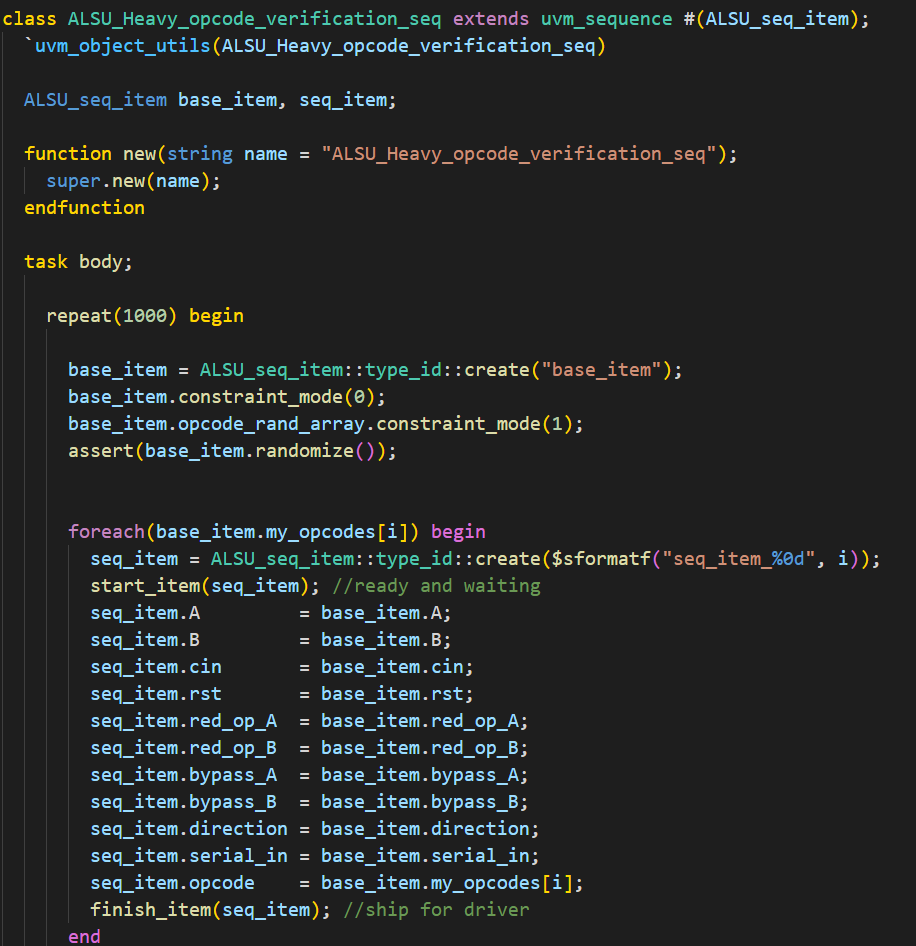 class ALSU_Heavy_opcode_verification_seq extends uvm_sequence #(ALSU_seq_item);
`uvm_object_utils(ALSU_Heavy_opcode_verification_seq)
ALSU_seq_item base_item, seq_item;
function new(string name = "ALSU_Heavy_opcode_verification_seq");
super.new(name);
endfunction
task body;
repeat(1000) begin
base_item = ALSU_seq_item::type_id::create("base_item");
base_item.constraint_mode(0);
base_item.opcode_rand_array.constraint_mode(1);
assert(base_item.randomize());
foreach(base_item.my_opcodes[i]) begin
seq_item = ALSU_seq_item::type_id::create($sformatf("seq_item_%0d", i));
start_item(seq_item); //ready and waiting
seq_item.A = base_item.A;
seq_item.B = base_item.B;
seq_item.cin = base_item.cin;
seq_item.rst = base_item.rst;
seq_item.red_op_A = base_item.red_op_A;
seq_item.red_op_B = base_item.red_op_B;
seq_item.bypass_A = base_item.bypass_A;
seq_item.bypass_B = base_item.bypass_B;
seq_item.direction = base_item.direction;
seq_item.serial_in = base_item.serial_in;
seq_item.opcode = base_item.my_opcodes[i];
finish_item(seq_item); //ship for driver
end